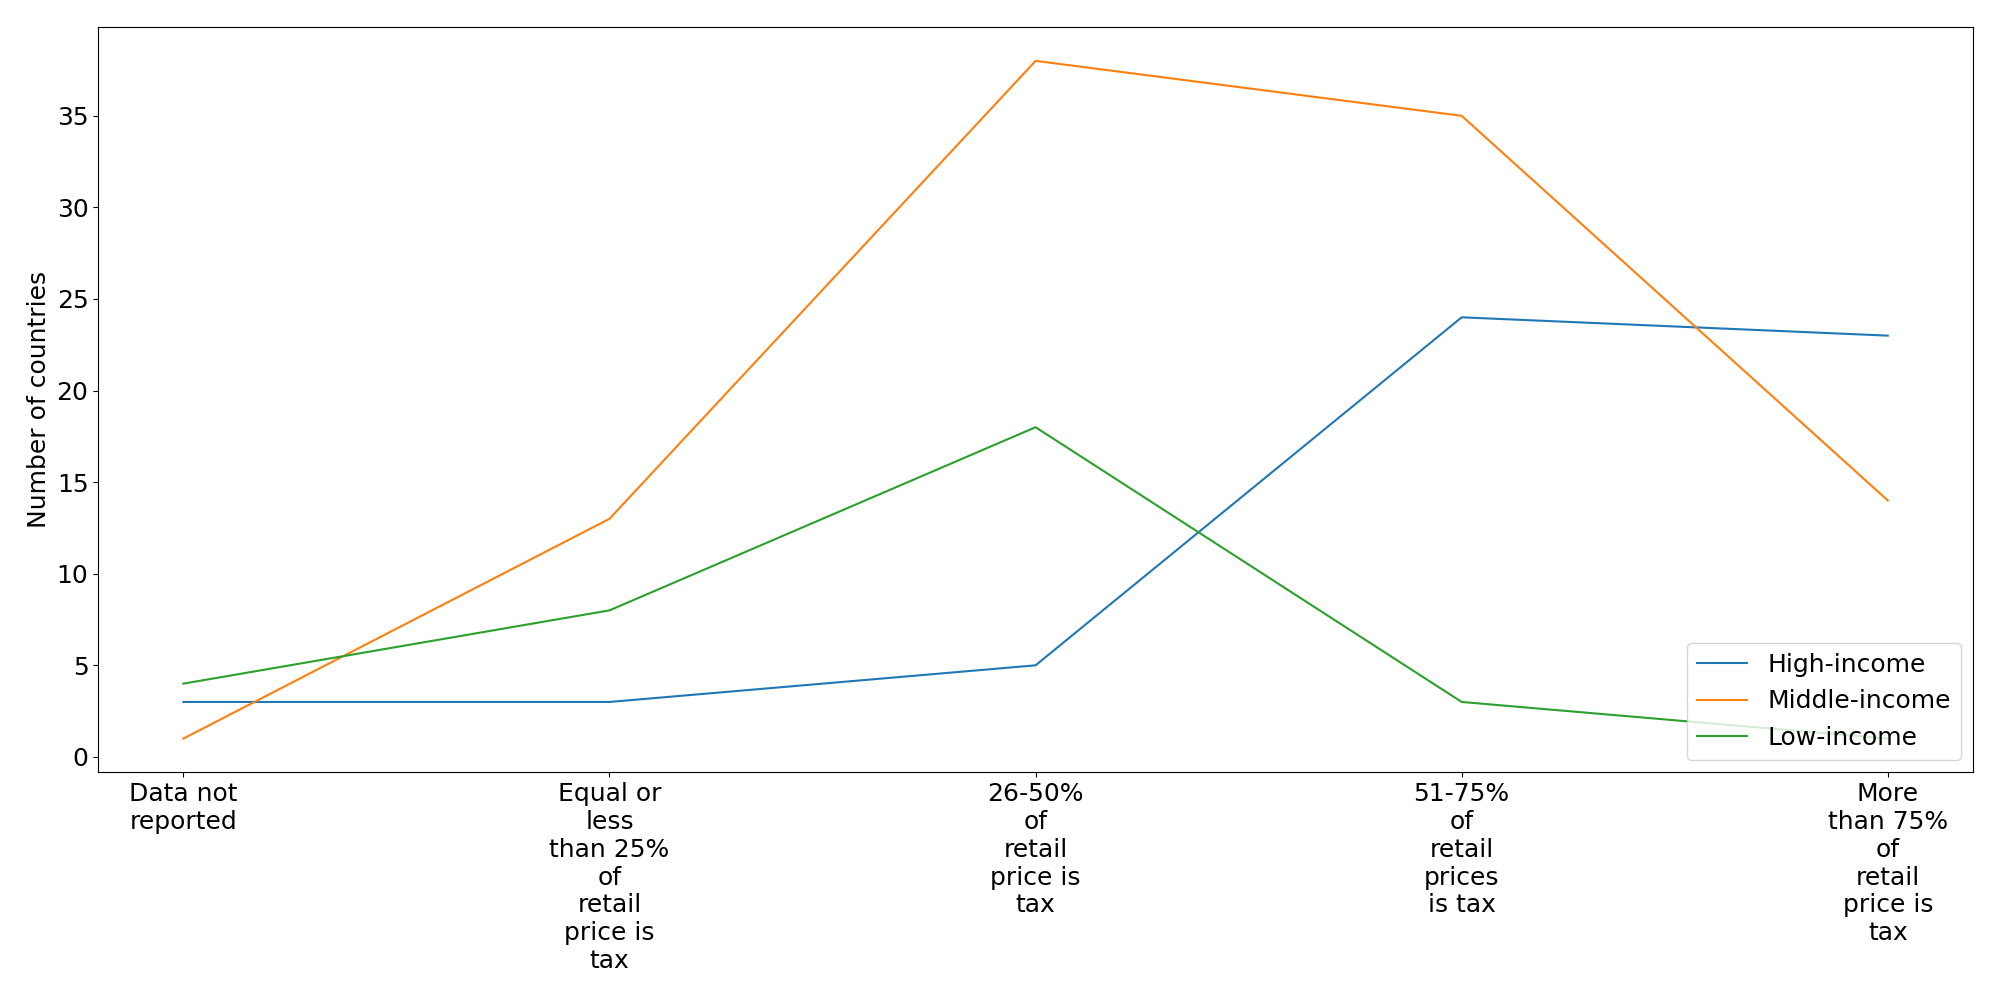 Number of countries
35
30
25
20
15
10
5
0
High-income
Middle-income
Low-income
Data not
reported
Equal or
less
than 25%
of
retail
price is
tax
26-50%
of
retail
price is
tax
51-75%
of
retail
prices
is tax
More
than 75%
of
retail
price is
tax